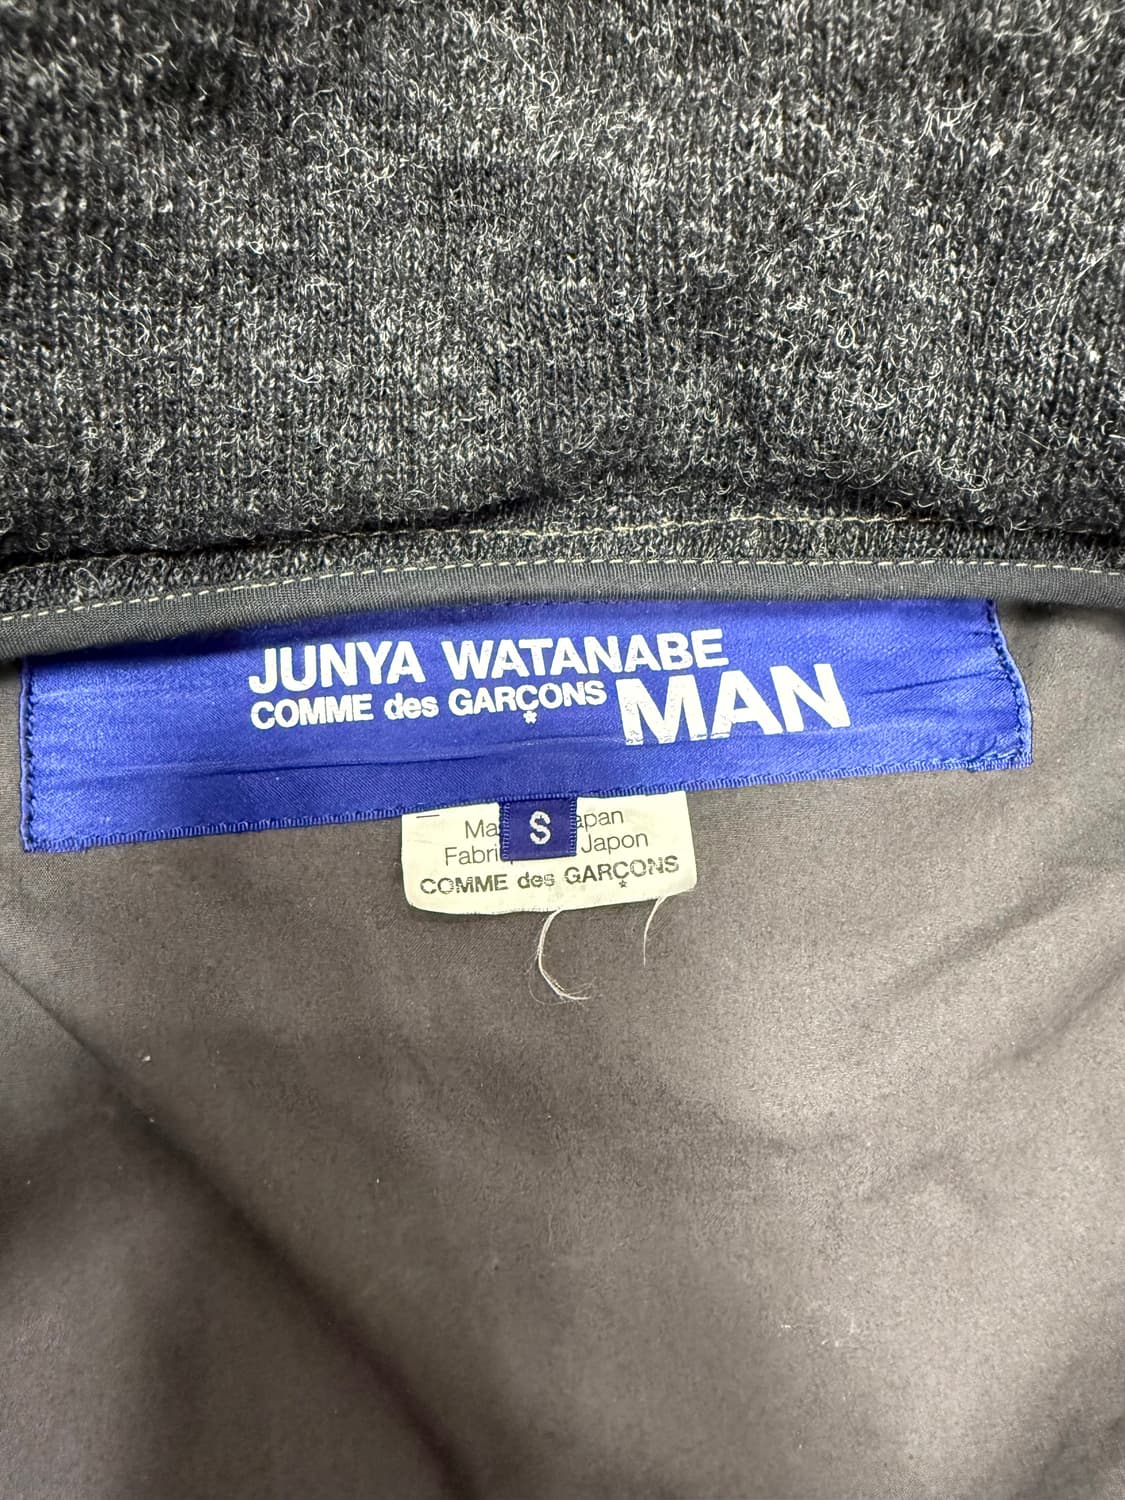 JUNYA WATANABE
COMME des GARÇONS MAN
S
Ma apan
Fabri Japon
COMME des GARÇONS